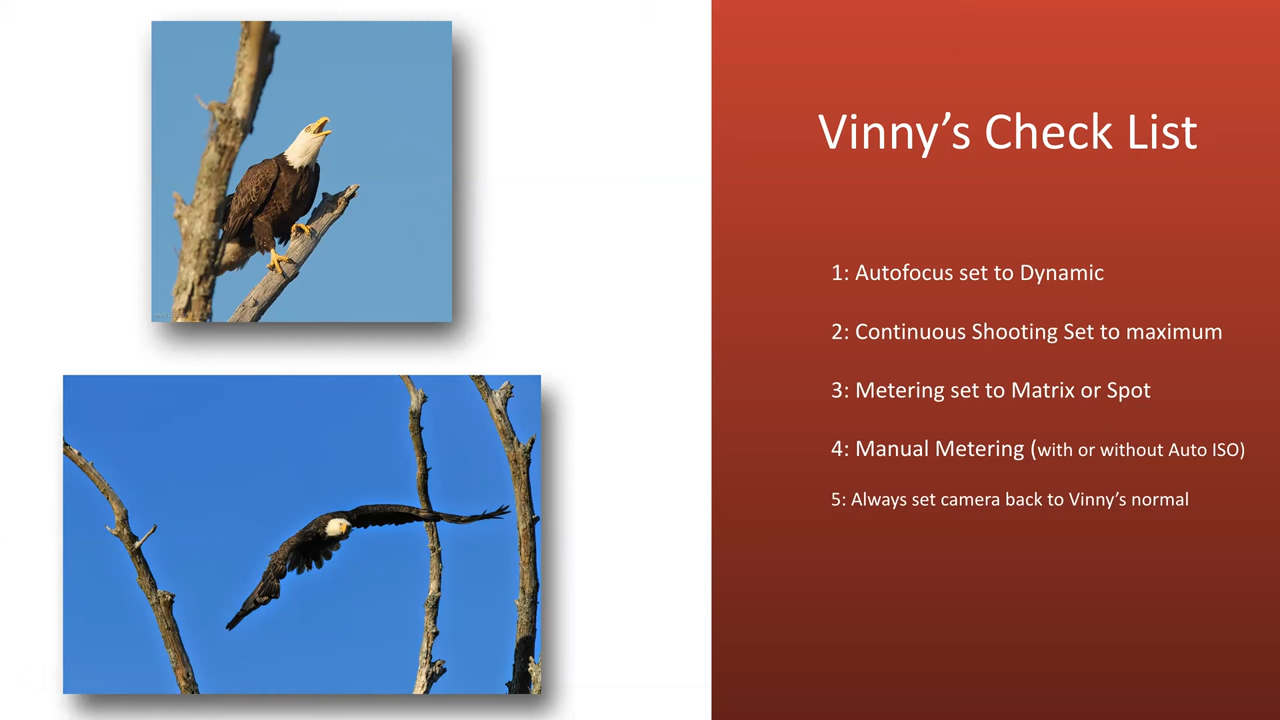 Vinny’s Check List
1: Autofocus set to Dynamic
2: Continuous Shooting Set to maximum
3: Metering set to Matrix or Spot
4: Manual Metering (with or without Auto ISO)
5: Always set camera back to Vinny’s normal